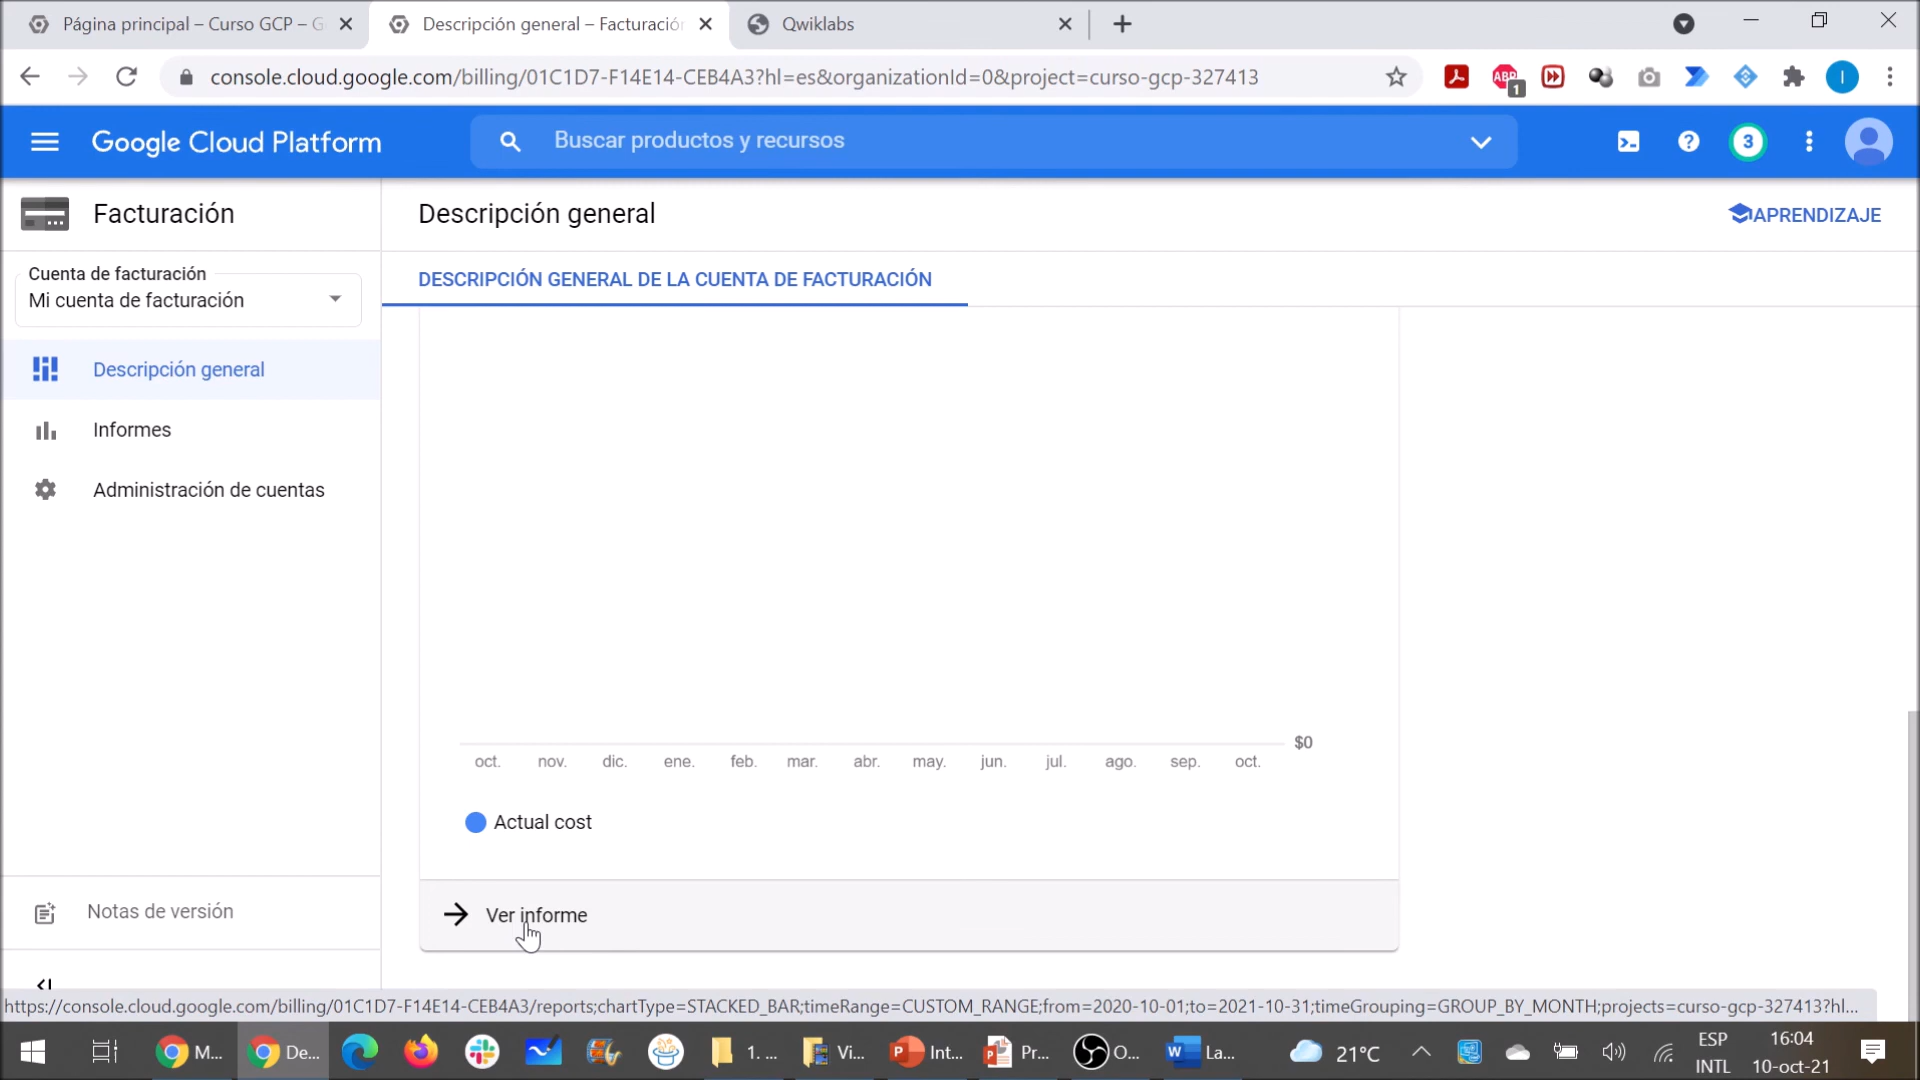 Página principal – Curso GCP – G
Descripción general – Facturación
Qwiklabs
console.cloud.google.com/billing/01C1D7-F14E14-CEB4A3?hl=es&organizationId=0&project=curso-gcp-327413
ABP
1
I
Google Cloud Platform
Buscar productos y recursos
3
Facturación
Descripción general
APRENDIZAJE
Cuenta de facturación
Mi cuenta de facturación
DESCRIPCIÓN GENERAL DE LA CUENTA DE FACTURACIÓN
Descripción general
Informes
Administración de cuentas
$0
oct. nov. dic. ene. feb. mar. abr. may. jun. jul. ago. sep. oct.
Actual cost
Notas de versión
Ver informe
https://console.cloud.google.com/billing/01C1D7-F14E14-CEB4A3/reports;chartType=STACKED_BAR;timeRange=CUSTOM_RANGE;from=2020-10-01;to=2021-10-31;timeGrouping=GROUP_BY_MONTH;projects=curso-gcp-327413?hl...
M...
De...
1. ...
Vi...
Int...
Pr...
O...
La...
21°C
ESP
INTL
16:04
10-oct-21